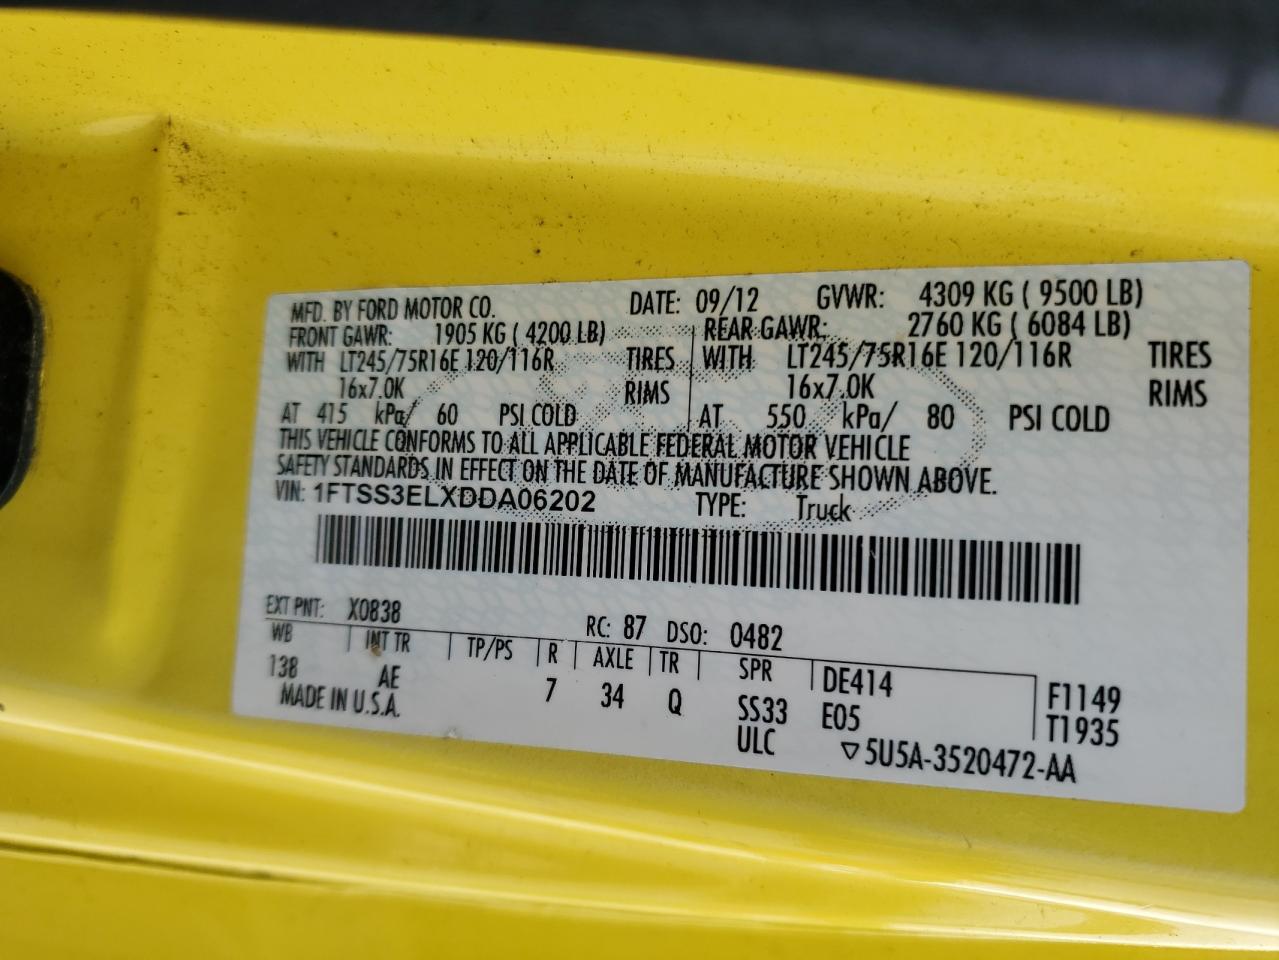 MFD. BY FORD MOTOR CO. DATE: 09/12 GVWR: 4309 KG ( 9500 LB)
FRONT GAWR: 1905 KG ( 4200 LB) REAR GAWR: 2760 KG ( 6084 LB)
WITH LT245/75R16E 120/116R TIRES WITH LT245/75R16E 120/116R TIRES
16x7.0K RIMS 16x7.0K RIMS
AT 415 kPa/ 60 PSI COLD AT 550 kPa/ 80 PSI COLD
THIS VEHICLE CONFORMS TO ALL APPLICABLE FEDERAL MOTOR VEHICLE
SAFETY STANDARDS IN EFFECT ON THE DATE OF MANUFACTURE SHOWN ABOVE.
VIN: 1FTSS3ELXDDA06202 TYPE: Truck
EXT PNT: X0838 RC: 87 DSO: 0482
WB INT TR TP/PS R AXLE TR SPR DE414 F1149
138 AE 7 34 Q SS33 E05 T1935
MADE IN U.S.A. ULC ▽5U5A-3520472-AA